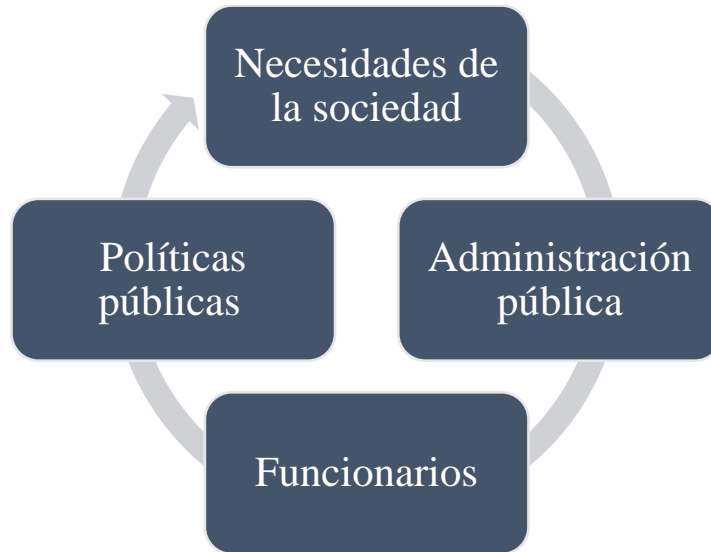 Necesidades de
la sociedad
Administración
pública
Funcionarios
Políticas
públicas